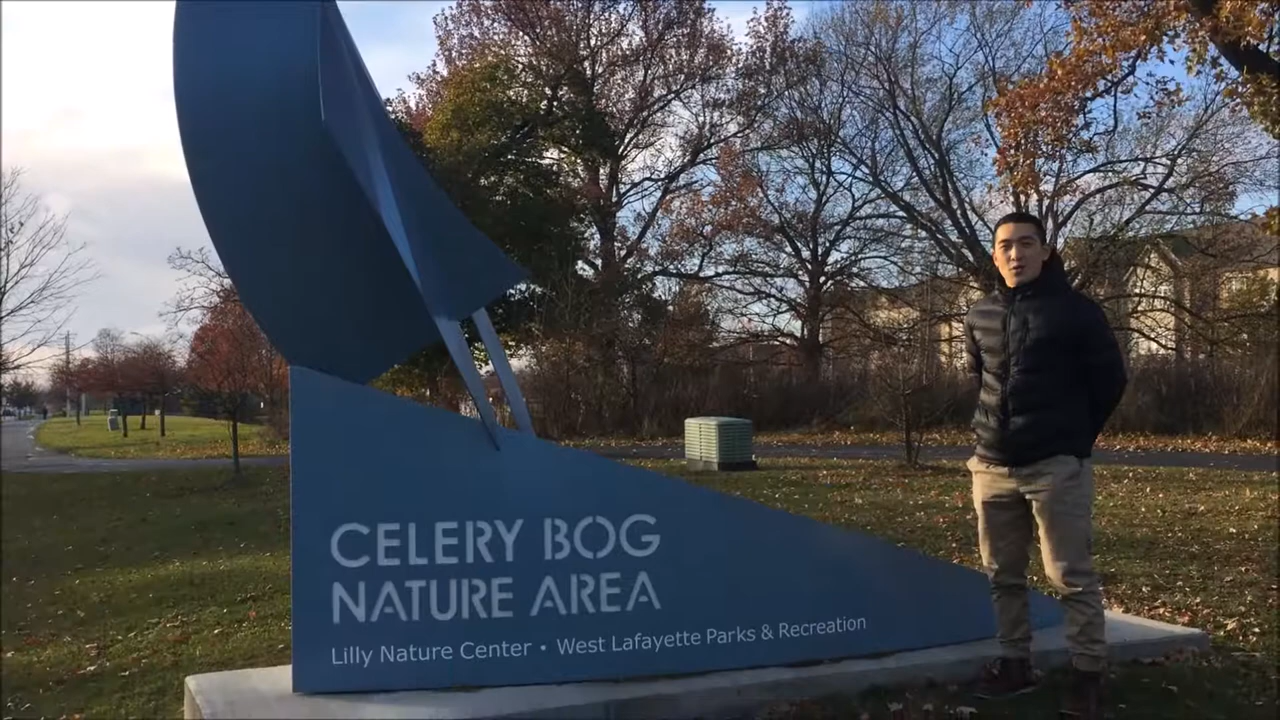 CELERY BOG
NATURE AREA
Lilly Nature Center • West Lafayette Parks & Recreation